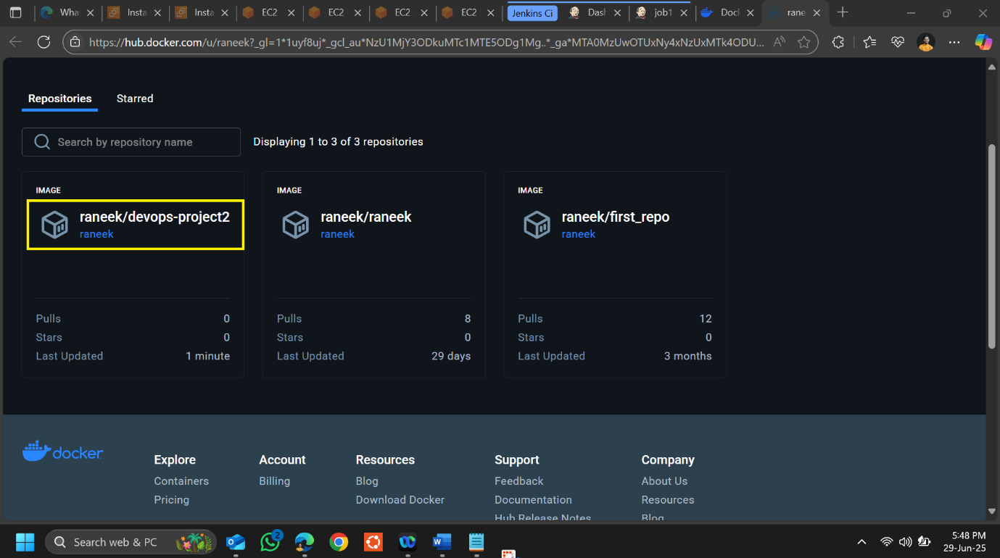 Wha
Insta
Insta
EC2
EC2
EC2
EC2
Jenkins Ci
Dash
job1
Dock
rane
https://hub.docker.com/u/raneek?_gl=1*1uyf8uj*_gcl_au*NzU1MjY3ODkuMTc1MTE5ODg1Mg..*_ga*MTA0MzUwOTUxNy4xNzUxMTk4ODU...
Repositories Starred
Search by repository name
Displaying 1 to 3 of 3 repositories
IMAGE
raneek/devops-project2
raneek
Pulls 0
Stars 0
Last Updated 1 minute
IMAGE
raneek/raneek
raneek
Pulls 8
Stars 0
Last Updated 29 days
IMAGE
raneek/first_repo
raneek
Pulls 12
Stars 0
Last Updated 3 months
docker
Explore
Containers
Pricing
Account
Billing
Resources
Blog
Download Docker
Support
Feedback
Documentation
Hub Release Notes
Company
About Us
Resources
Blog
Search web & PC
2
5:48 PM
29-Jun-25